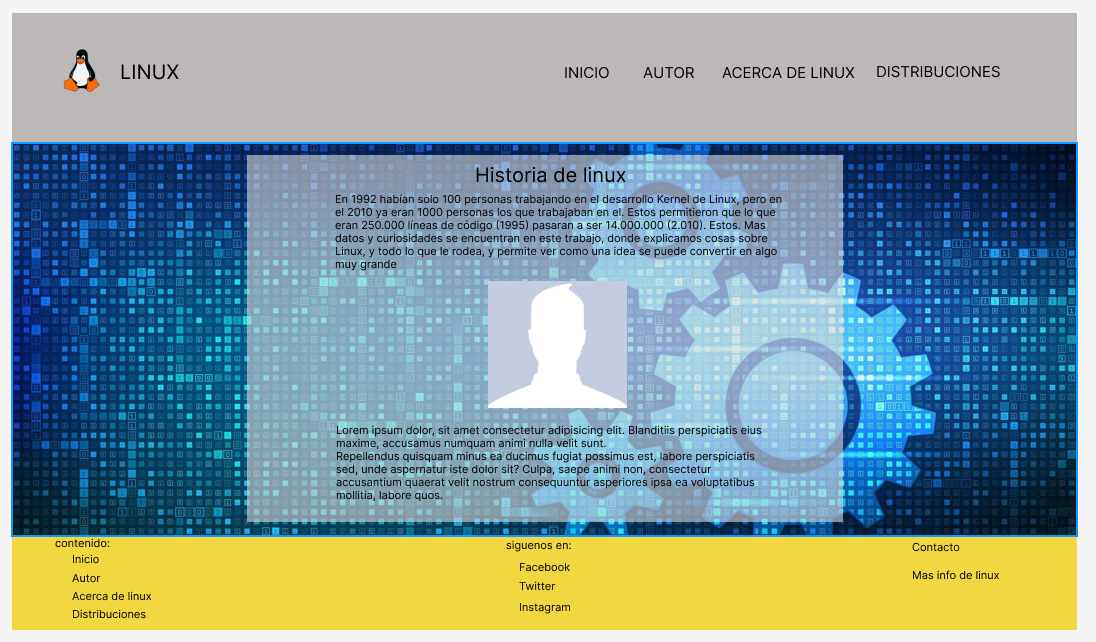 LINUX
INICIO
AUTOR
ACERCA DE LINUX
DISTRIBUCIONES
Historia de linux
En 1992 habían solo 100 personas trabajando en el desarrollo Kernel de Linux, pero en
el 2010 ya eran 1000 personas los que trabajaban en el. Estos permitieron que lo que
eran 250.000 líneas de código (1995) pasaran a ser 14.000.000 (2.010). Estos. Mas
datos y curiosidades se encuentran en este trabajo, donde explicamos cosas sobre
Linux, y todo lo que le rodea, y permite ver como una idea se puede convertir en algo
muy grande
Lorem ipsum dolor, sit amet consectetur adipisicing elit. Blanditiis perspiciatis eius
maxime, accusamus numquam animi nulla velit sunt.
Repellendus quisquam minus ea ducimus fugiat possimus est, labore perspiciatis
sed, unde aspernatur iste dolor sit? Culpa, saepe animi non, consectetur
accusantium quaerat velit nostrum consequuntur asperiores ipsa ea voluptatibus
mollitia, labore quos.
contenido:
Inicio
Autor
Acerca de linux
Distribuciones
siguenos en:
Facebook
Twitter
Instagram
Contacto
Mas info de linux